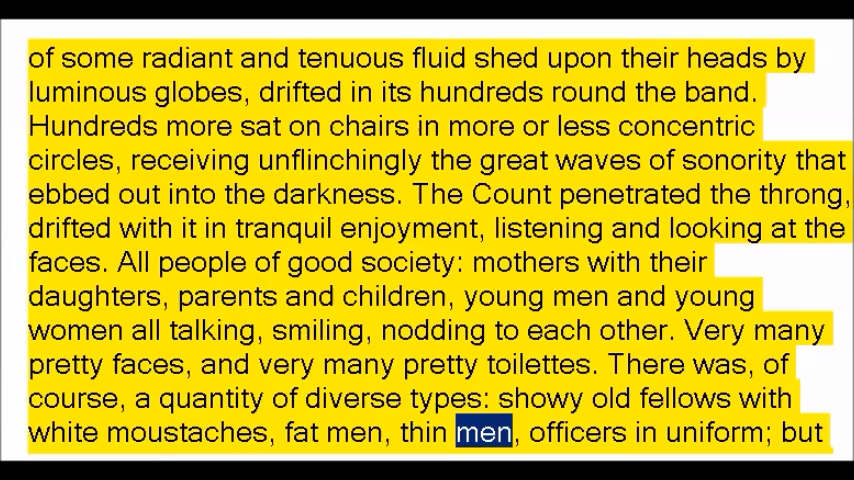 of some radiant and tenuous fluid shed upon their heads by
luminous globes, drifted in its hundreds round the band.
Hundreds more sat on chairs in more or less concentric
circles, receiving unflinchingly the great waves of sonority that
ebbed out into the darkness. The Count penetrated the throng,
drifted with it in tranquil enjoyment, listening and looking at the
faces. All people of good society: mothers with their
daughters, parents and children, young men and young
women all talking, smiling, nodding to each other. Very many
pretty faces, and very many pretty toilettes. There was, of
course, a quantity of diverse types: showy old fellows with
white moustaches, fat men, thin men, officers in uniform; but